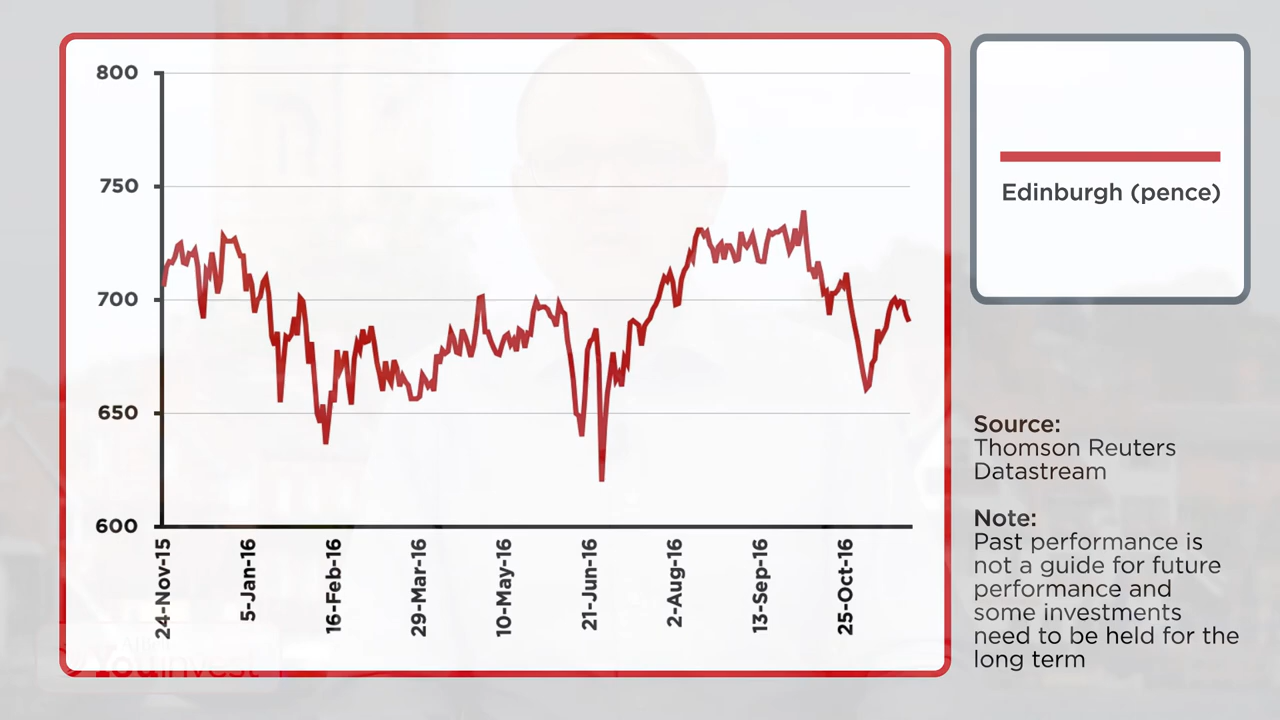 800
750
700
650
600
24-Nov-15
5-Jan-16
16-Feb-16
29-Mar-16
10-May-16
21-Jun-16
2-Aug-16
13-Sep-16
25-Oct-16
Edinburgh (pence)
Source:
Thomson Reuters
Datastream
Note:
Past performance is
not a guide for future
performance and
some investments
need to be held for the
long term
YouInvest